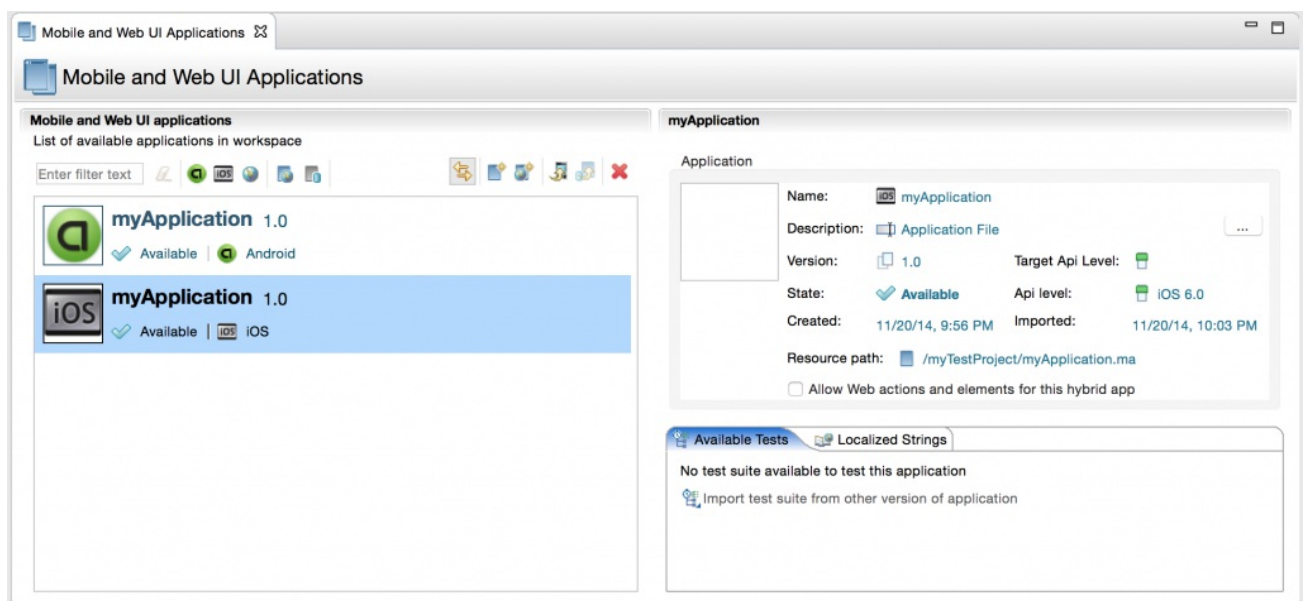 Mobile and Web UI Applications
Mobile and Web UI Applications
Mobile and Web UI applications
List of available applications in workspace
Enter filter text
iOS
myApplication 1.0
Available | Android
iOS
myApplication 1.0
Available | iOS iOS
myApplication
Application
Name: iOS myApplication
Description: Application File ...
Version: 1.0 Target Api Level:
State: Available Api level: iOS 6.0
Created: 11/20/14, 9:56 PM Imported: 11/20/14, 10:03 PM
Resource path: /myTestProject/myApplication.ma
Allow Web actions and elements for this hybrid app
Available Tests Localized Strings
No test suite available to test this application
Import test suite from other version of application